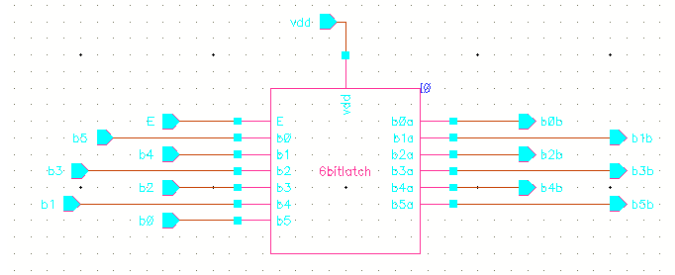 vdd
I0
vdd
E E b0a b0b
b5 b0 b1a b1b
b4 b1 b2a b2b
b3 b2 6bitlatch b3a b3b
b2 b3 b4a b4b
b1 b4 b5a b5b
b0 b5